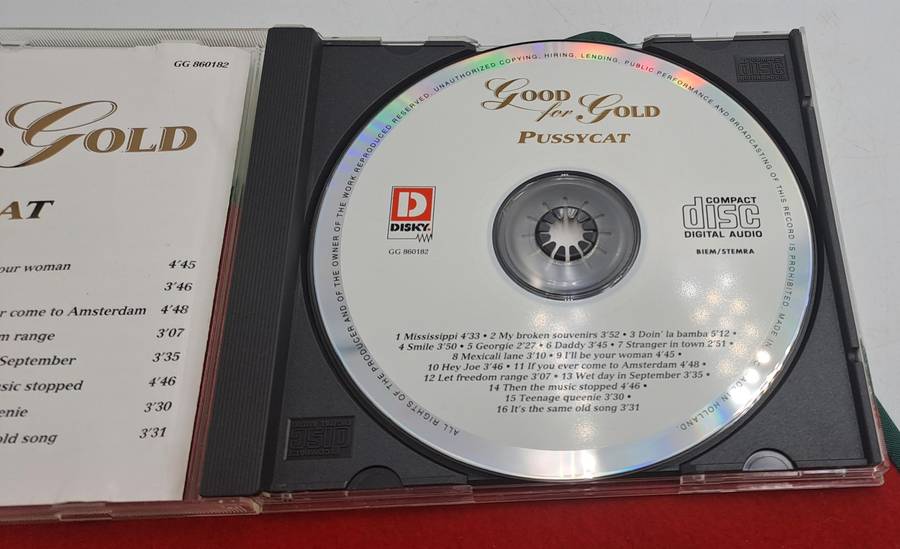 GG 860182
GOLD
AT
our woman 4'45
3'46
r come to Amsterdam 4'48
m range 3'07
September 3'35
usic stopped 4'46
enie 3'30
old song 3'31
GOOD
for GOLD
PUSSYCAT
D
DISKY
GG 860182
COMPACT
disc
DIGITAL AUDIO
BIEM/STEMRA
1 Mississippi 4'33 • 2 My broken souvenirs 3'52 • 3 Doin' la bamba 5'12 •
4 Smile 3'50 • 5 Georgie 2'27 • 6 Daddy 3'45 • 7 Stranger in town 2'51 •
8 Mexicali lane 3'10 • 9 I'll be your woman 4'45 •
10 Hey Joe 3'46 • 11 If you ever come to Amsterdam 4'48 •
12 Let freedom range 3'07 • 13 Wet day in September 3'35 •
14 Then the music stopped 4'46 •
15 Teenage queenie 3'30 •
16 It's the same old song 3'31
ALL RIGHTS OF THE PRODUCER AND OF THE OWNER OF THE WORK REPRODUCED RESERVED. UNAUTHORIZED COPYING, HIRING, LENDING, PUBLIC PERFORMANCE AND BROADCASTING OF THIS RECORD IS PROHIBITED. MADE IN HOLLAND
disc